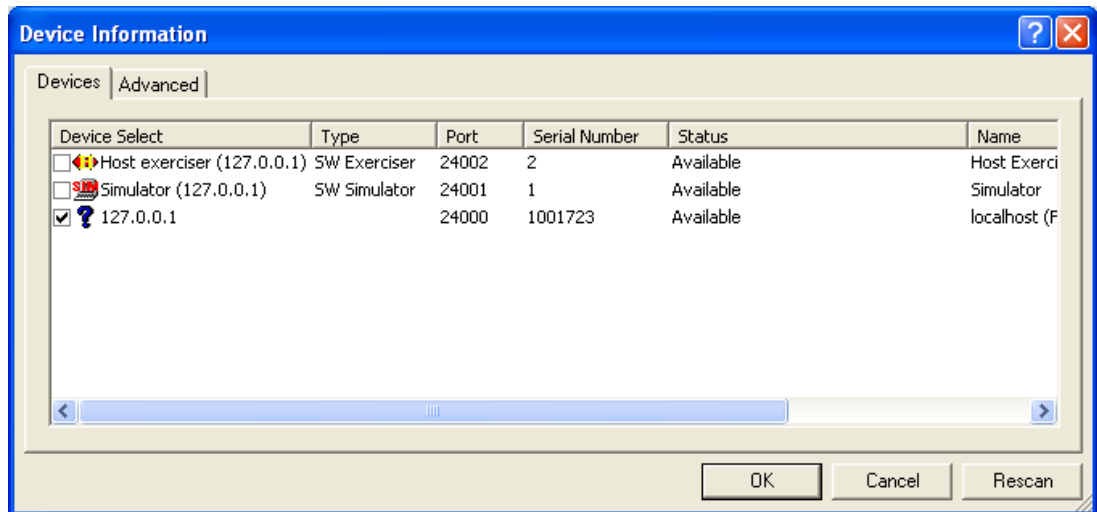 Device Information
Devices Advanced
Device Select Type Port Serial Number Status Name
Host exerciser (127.0.0.1) SW Exerciser 24002 2 Available Host Exerci
SIM Simulator (127.0.0.1) SW Simulator 24001 1 Available Simulator
? 127.0.0.1 24000 1001723 Available localhost (F
OK Cancel Rescan